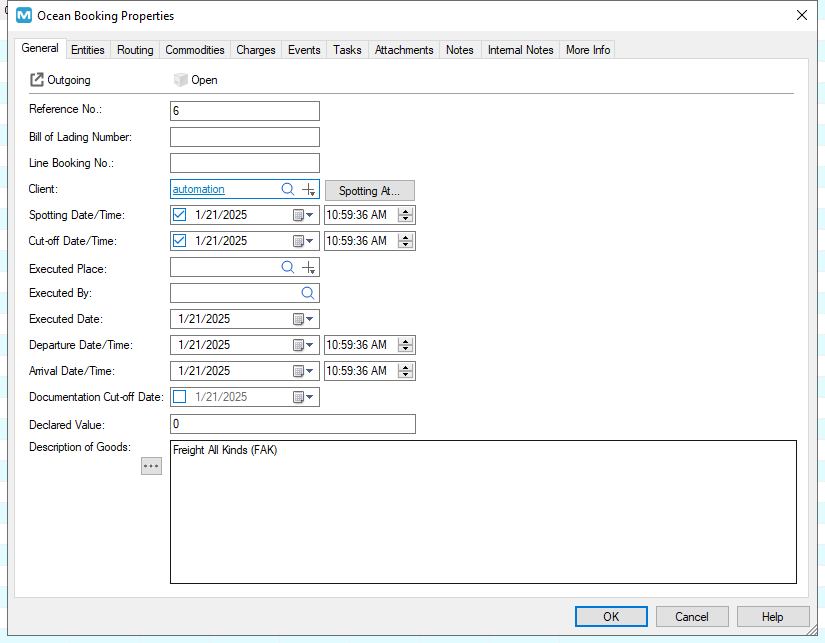 Ocean Booking Properties
General Entities Routing Commodities Charges Events Tasks Attachments Notes Internal Notes More Info
Outgoing Open
Reference No.: 6
Bill of Lading Number:
Line Booking No.:
Client: automation Spotting At...
Spotting Date/Time: 1/21/2025 10:59:36 AM
Cut-off Date/Time: 1/21/2025 10:59:36 AM
Executed Place:
Executed By:
Executed Date: 1/21/2025
Departure Date/Time: 1/21/2025 10:59:36 AM
Arrival Date/Time: 1/21/2025 10:59:36 AM
Documentation Cut-off Date: 1/21/2025
Declared Value: 0
Description of Goods: Freight All Kinds (FAK)
...
OK Cancel Help